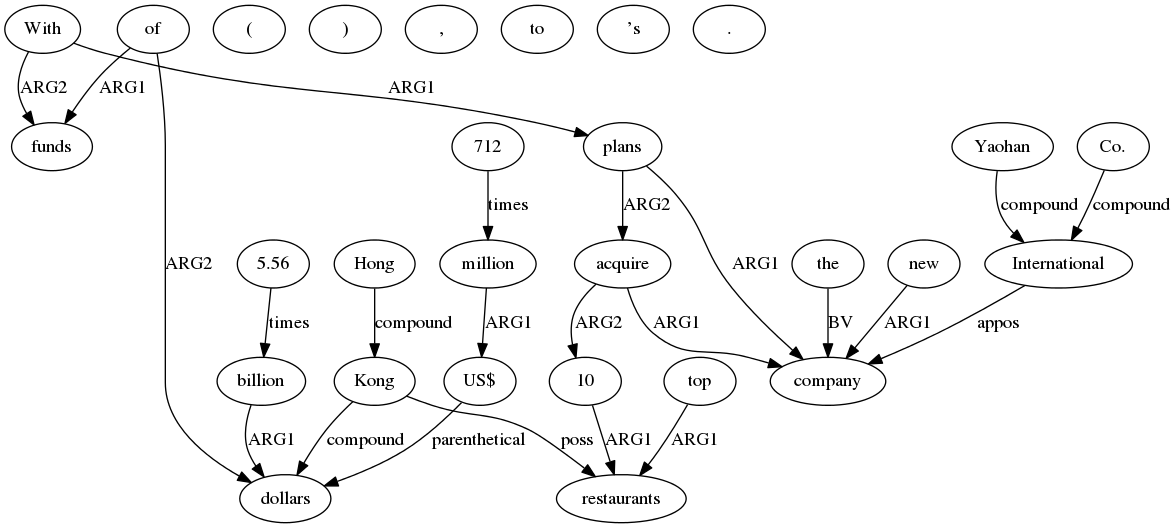 With of ( ) , to 's .
ARG2 ARG1 ARG1
funds 712 plans Yaohan Co.
times ARG2 compound compound
ARG2 5.56 Hong million acquire ARG1 the new International
times compound ARG1 ARG2 ARG1 BV ARG1 appos
billion Kong US$ 10 top company
ARG1 compound parenthetical poss ARG1 ARG1
dollars restaurants